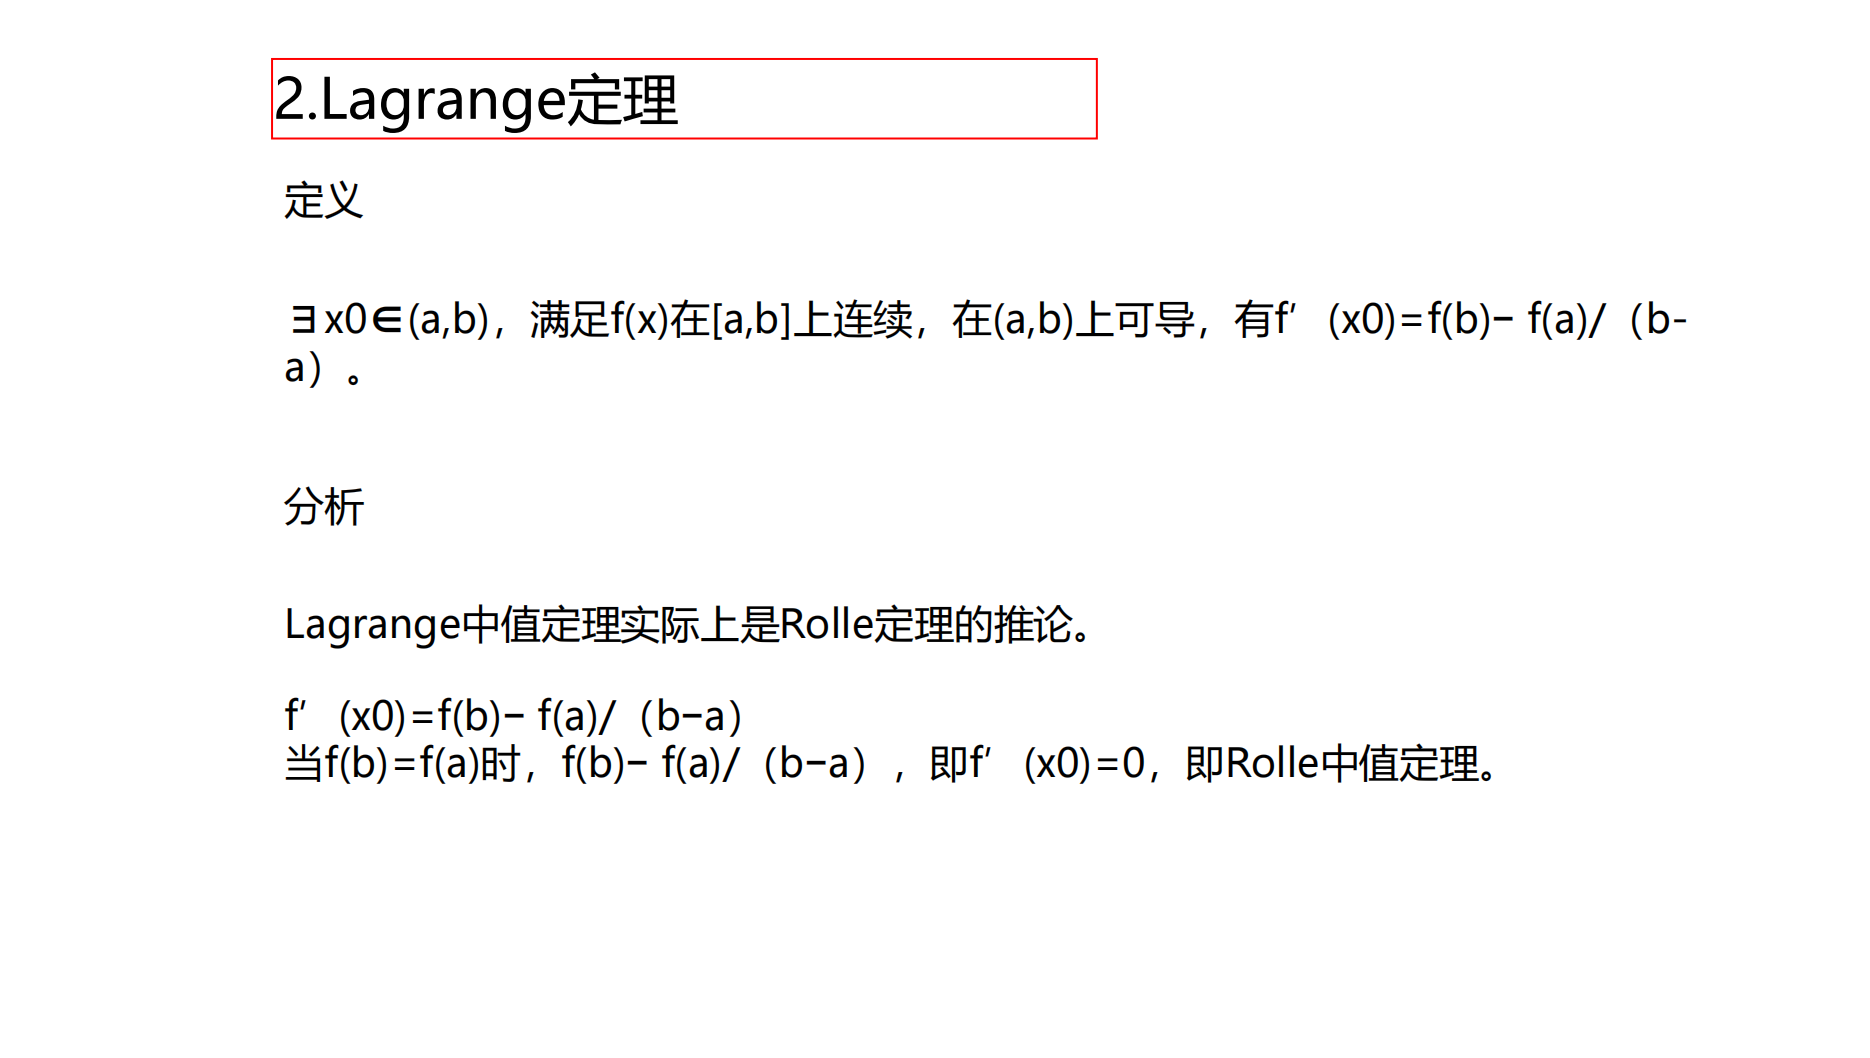 2.Lagrange定理
定义
∃x0∈(a,b)，满足f(x)在[a,b]上连续，在(a,b)上可导，有f′(x0)=f(b)− f(a)/（b-
a）。
分析
Lagrange中值定理实际上是Rolle定理的推论。
f′(x0)=f(b)− f(a)/（b−a）
当f(b)=f(a)时，f(b)− f(a)/（b−a），即f′(x0)=0，即Rolle中值定理。